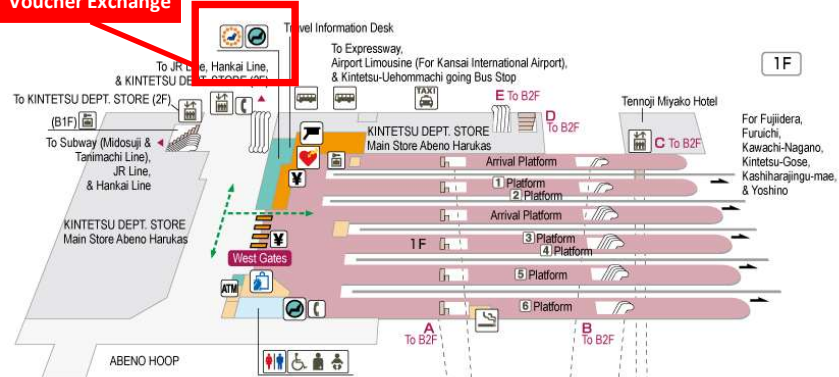 Voucher Exchange
Travel Information Desk
To JR Line, Hankai Line,
& KINTETSU DEPT. STORE (2F)
To Expressway,
Airport Limousine (For Kansai International Airport),
& Kintetsu-Uehommachi going Bus Stop
1F
To KINTETSU DEPT. STORE (2F)
TAXI
E To B2F
D
To B2F
Tennoji Miyako Hotel
C To B2F
(B1F)
To Subway (Midosuji &
Tanimachi Line),
JR Line,
& Hankai Line
KINTETSU DEPT. STORE
Main Store Abeno Harukas
For Fujiidera,
Furuichi,
Kawachi-Nagano,
Kintetsu-Gose,
Kashiharajingu-mae,
& Yoshino
Arrival Platform
1 Platform
2 Platform
Arrival Platform
¥
KINTETSU DEPT. STORE
Main Store Abeno Harukas
¥
1F
3 Platform
4 Platform
West Gates
5 Platform
ATM
6 Platform
A
To B2F
B
To B2F
ABENO HOOP